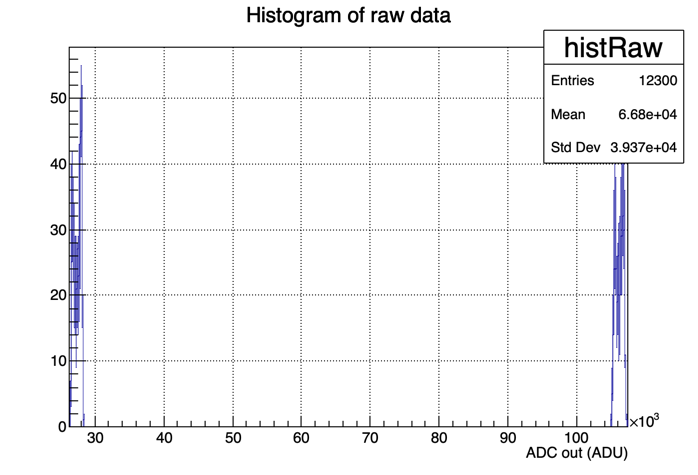 Histogram of raw data
histRaw
Entries 12300
Mean 6.68e+04
Std Dev 3.937e+04
50
40
30
20
10
0
30 40 50 60 70 80 90 100 ×10³
ADC out (ADU)